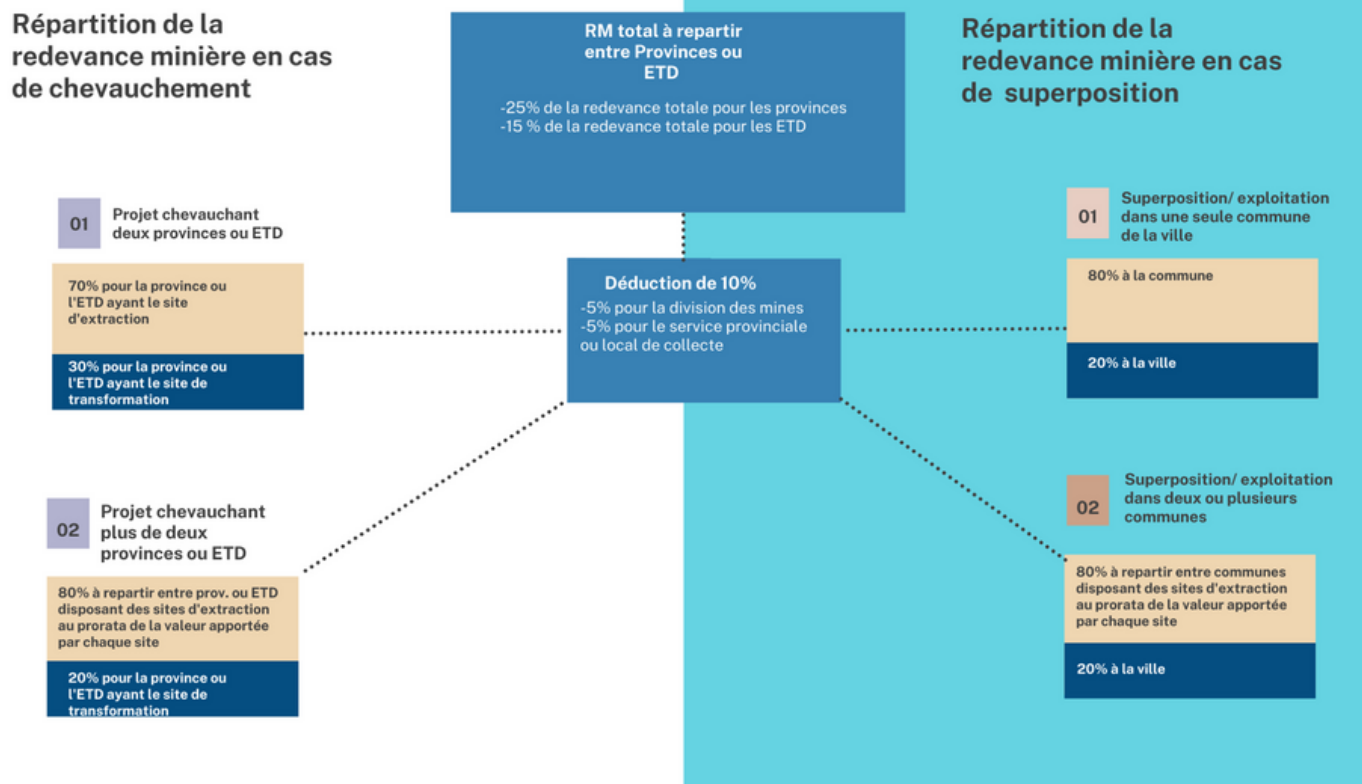 Répartition de la
redevance minière en cas
de chevauchement
RM total à repartir
entre Provinces ou
ETD
-25% de la redevance totale pour les provinces
-15 % de la redevance totale pour les ETD
Répartition de la
redevance minière en cas
de superposition
01
Projet chevauchant
deux provinces ou ETD
70% pour la province ou
l'ETD ayant le site
d'extraction
30% pour la province ou
l'ETD ayant le site de
transformation
Déduction de 10%
-5% pour la division des mines
-5% pour le service provinciale
ou local de collecte
01
Superposition/ exploitation
dans une seule commune
de la ville
80% à la commune
20% à la ville
02
Projet chevauchant
plus de deux
provinces ou ETD
80% à repartir entre prov. ou ETD
disposant des sites d'extraction
au prorata de la valeur apportée
par chaque site
20% pour la province ou
l'ETD ayant le site de
transformation
02
Superposition/ exploitation
dans deux ou plusieurs
communes
80% à repartir entre communes
disposant des sites d'extraction
au prorata de la valeur apportée
par chaque site
20% à la ville